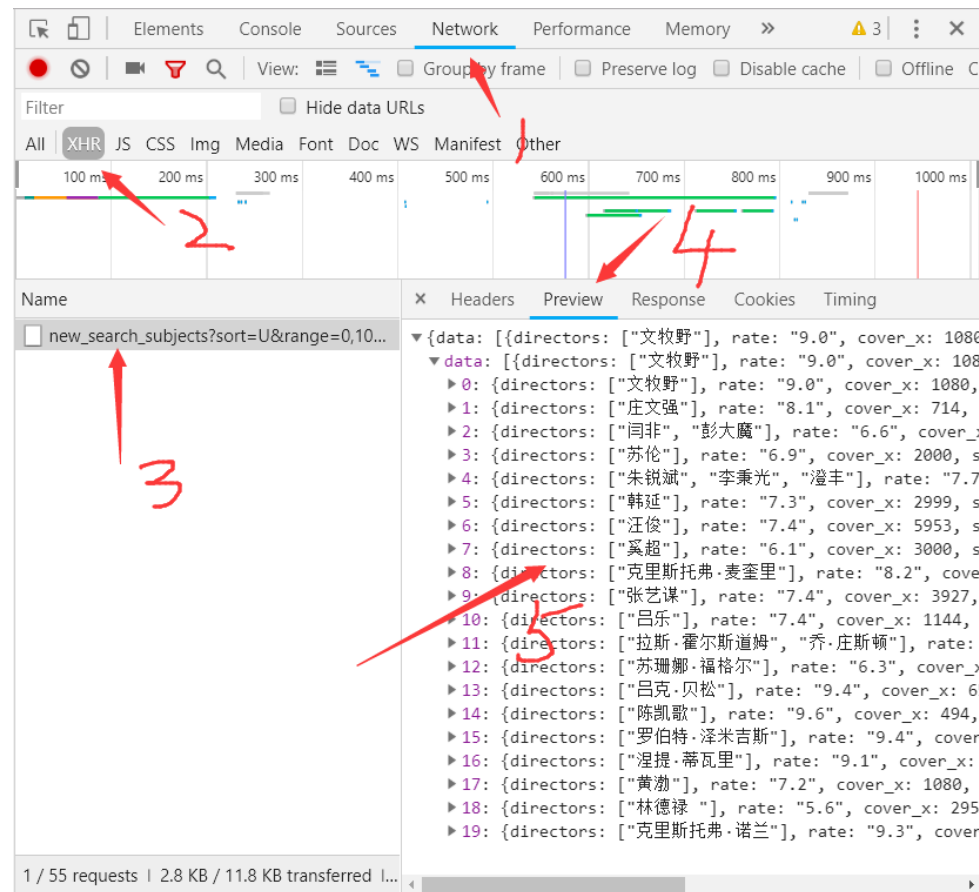 Elements Console Sources Network Performance Memory » 3
View: Group by frame Preserve log Disable cache Offline C
Filter Hide data URLs
All XHR JS CSS Img Media Font Doc WS Manifest Other
1
100 ms 200 ms 300 ms 400 ms 500 ms 600 ms 700 ms 800 ms 900 ms 1000 ms
2
4
Name
× Headers Preview Response Cookies Timing
new_search_subjects?sort=U&range=0,10...
3
▼{data: [{directors: ["文牧野"], rate: "9.0", cover_x: 1080
▼data: [{directors: ["文牧野"], rate: "9.0", cover_x: 108
▶0: {directors: ["文牧野"], rate: "9.0", cover_x: 1080,
▶1: {directors: ["庄文强"], rate: "8.1", cover_x: 714,
▶2: {directors: ["闫非", "彭大魔"], rate: "6.6", cover_x
▶3: {directors: ["苏伦"], rate: "6.9", cover_x: 2000, s
▶4: {directors: ["朱锐斌", "李秉光", "澄丰"], rate: "7.7
▶5: {directors: ["韩延"], rate: "7.3", cover_x: 2999, s
▶6: {directors: ["汪俊"], rate: "7.4", cover_x: 5953, s
▶7: {directors: ["奚超"], rate: "6.1", cover_x: 3000, s
▶8: {directors: ["克里斯托弗·麦奎里"], rate: "8.2", cove
▶9: {directors: ["张艺谋"], rate: "7.4", cover_x: 3927,
▶10: {directors: ["吕乐"], rate: "7.4", cover_x: 1144,
▶11: {directors: ["拉斯·霍尔斯道姆", "乔·庄斯顿"], rate:
▶12: {directors: ["苏珊娜·福格尔"], rate: "6.3", cover_x
▶13: {directors: ["吕克·贝松"], rate: "9.4", cover_x: 6
▶14: {directors: ["陈凯歌"], rate: "9.6", cover_x: 494,
▶15: {directors: ["罗伯特·泽米吉斯"], rate: "9.4", cover
▶16: {directors: ["涅提·蒂瓦里"], rate: "9.1", cover_x:
▶17: {directors: ["黄渤"], rate: "7.2", cover_x: 1080,
▶18: {directors: ["林德禄 "], rate: "5.6", cover_x: 295
▶19: {directors: ["克里斯托弗·诺兰"], rate: "9.3", cover
5
1 / 55 requests | 2.8 KB / 11.8 KB transferred |...